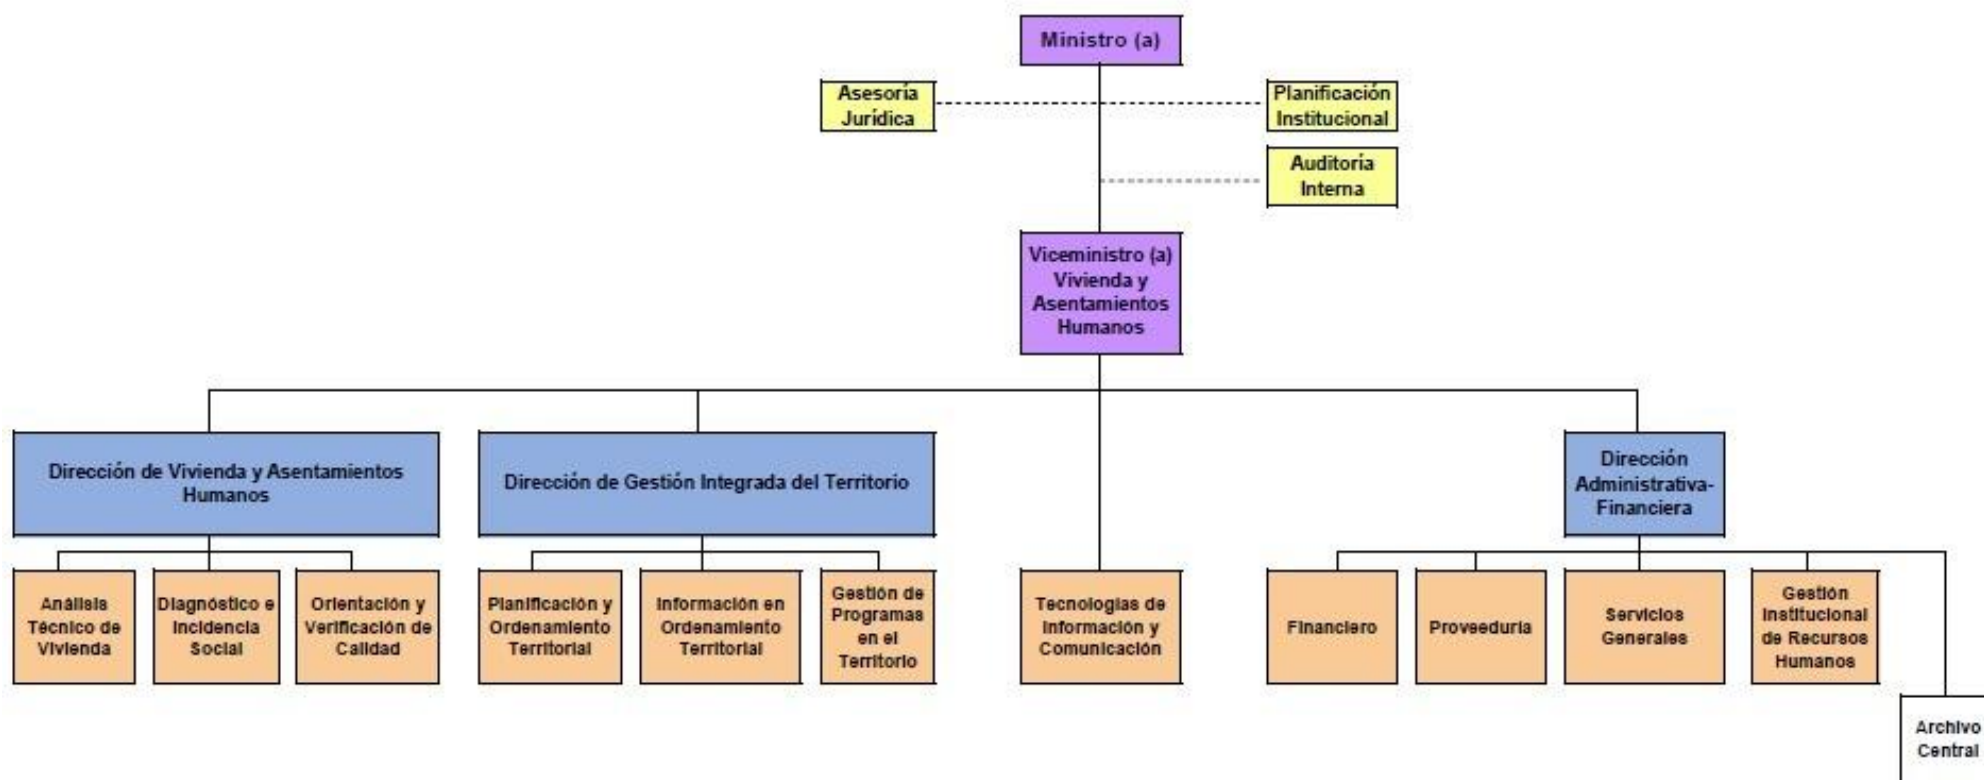 Ministro (a)
Asesoría
Jurídica
Planificación
Institucional
Auditoría
Interna
Viceministro (a)
Vivienda y
Asentamientos
Humanos
Dirección de Vivienda y Asentamientos
Humanos
Dirección de Gestión Integrada del Territorio
Dirección
Administrativa-
Financiera
Análisis
Técnico de
Vivienda
Diagnóstico e
Incidencia
Social
Orientación y
Verificación de
Calidad
Planificación y
Ordenamiento
Territorial
Información en
Ordenamiento
Territorial
Gestión de
Programas
en el
Territorio
Tecnologías de
Información y
Comunicación
Financiero
Proveeduría
Servicios
Generales
Gestión
Institucional
de Recursos
Humanos
Archivo
Central